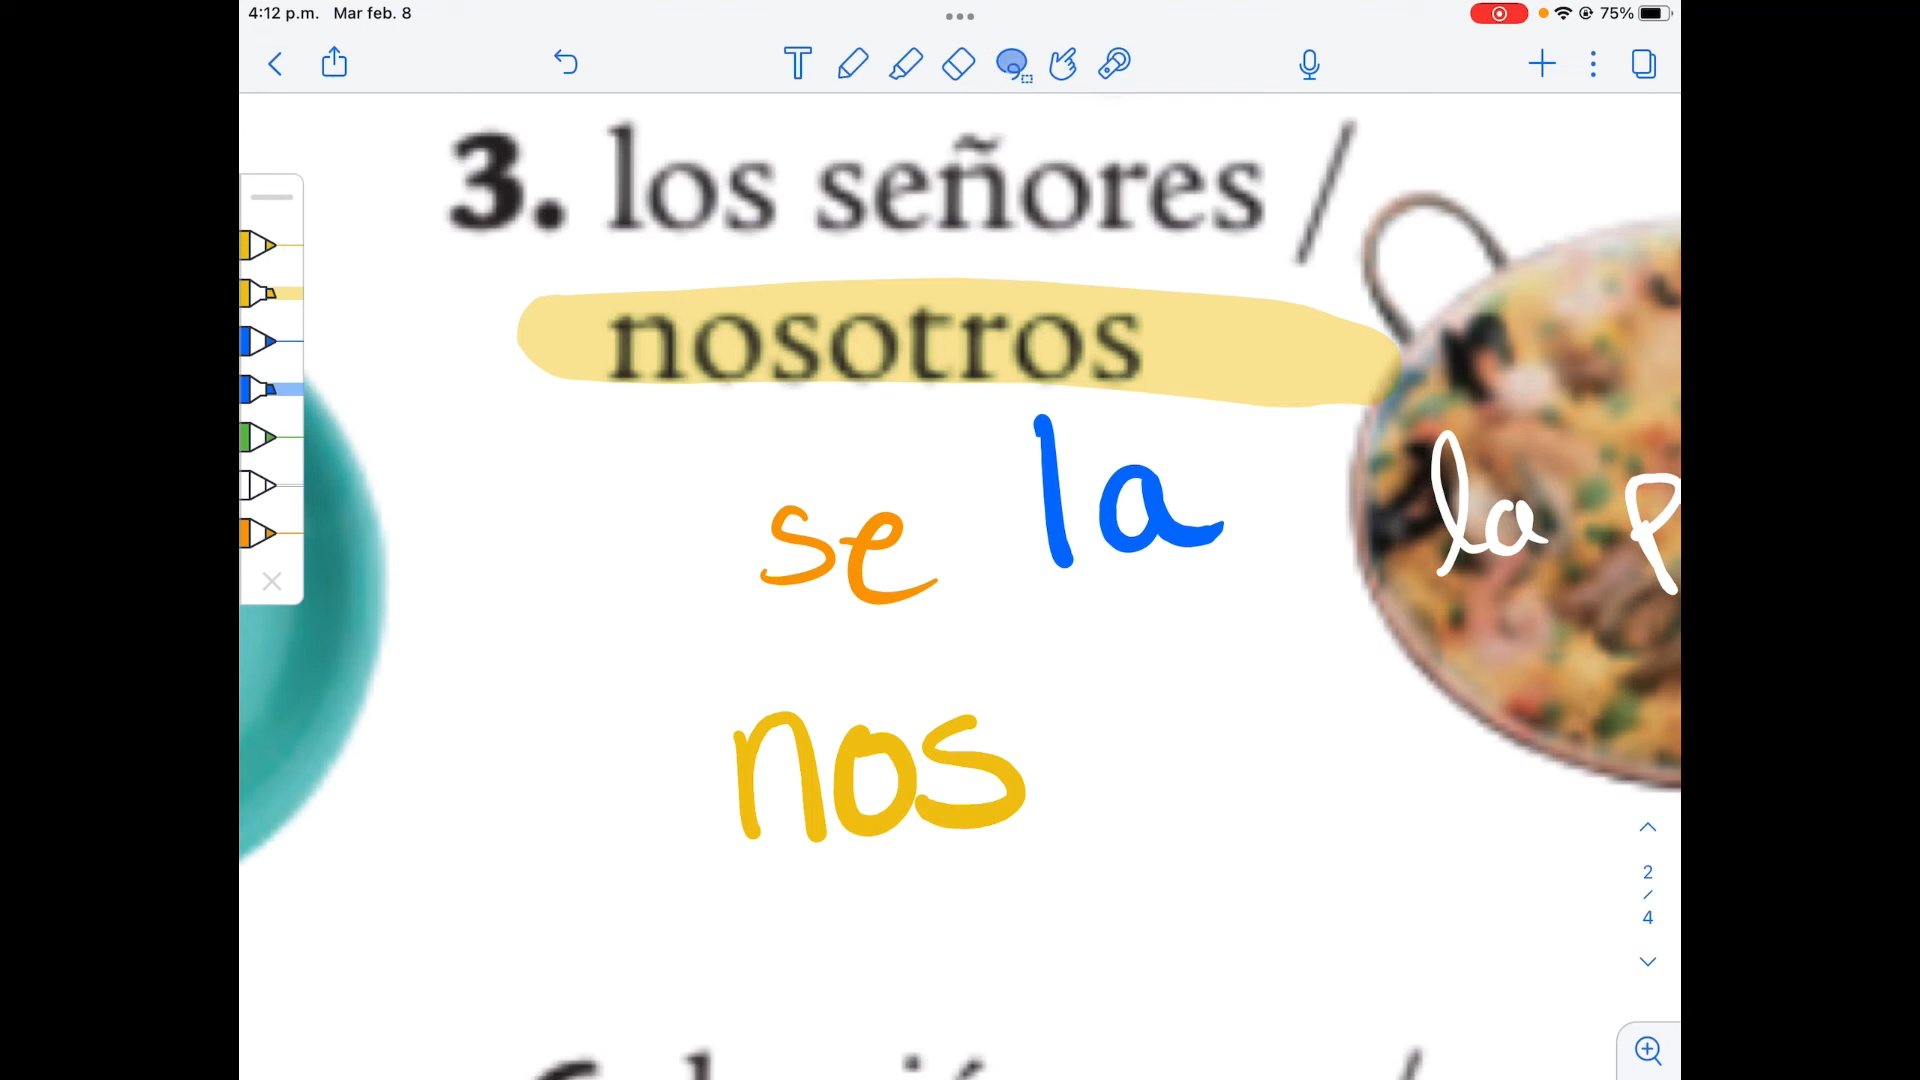 4:12 p.m. Mar feb. 8
75%
3. los señores /
nosotros
se la
la p
nos
2
/
4